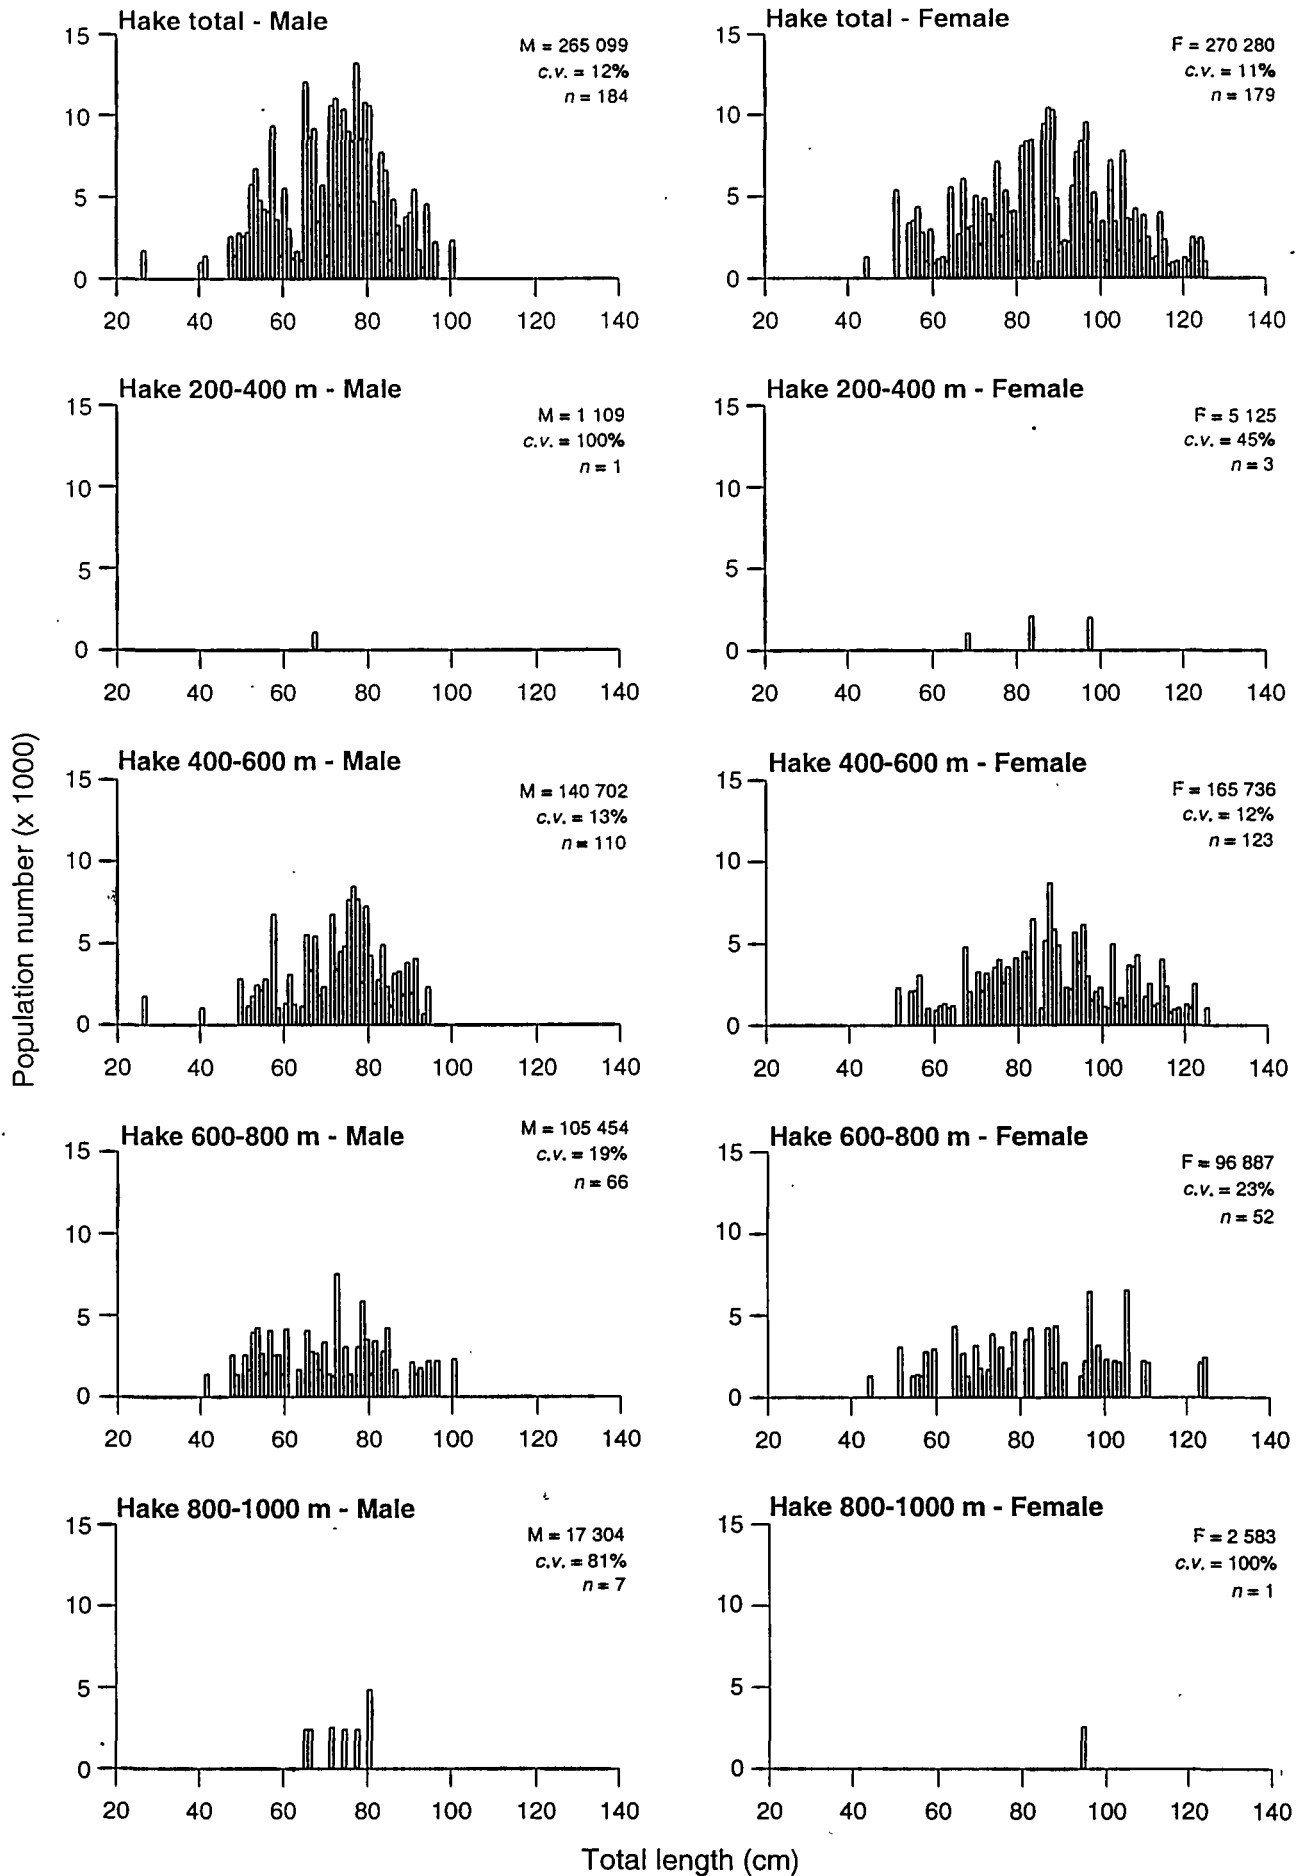 Hake total - Male
M = 265 099
c.v. = 12%
n = 184
15
10
5
0
20 40 60 80 100 120 140
Hake total - Female
F = 270 280
c.v. = 11%
n = 179
15
10
5
0
20 40 60 80 100 120 140
Hake 200-400 m - Male
M = 1 109
c.v. = 100%
n = 1
15
10
5
0
20 40 60 80 100 120 140
Hake 200-400 m - Female
F = 5 125
c.v. = 45%
n = 3
15
10
5
0
20 40 60 80 100 120 140
Population number (x 1000)
Hake 400-600 m - Male
M = 140 702
c.v. = 13%
n = 110
15
10
5
0
20 40 60 80 100 120 140
Hake 400-600 m - Female
F = 165 736
c.v. = 12%
n = 123
15
10
5
0
20 40 60 80 100 120 140
Hake 600-800 m - Male
M = 105 454
c.v. = 19%
n = 66
15
10
5
0
20 40 60 80 100 120 140
Hake 600-800 m - Female
F = 96 887
c.v. = 23%
n = 52
15
10
5
0
20 40 60 80 100 120 140
Hake 800-1000 m - Male
M = 17 304
c.v. = 81%
n = 7
15
10
5
0
20 40 60 80 100 120 140
Hake 800-1000 m - Female
F = 2 583
c.v. = 100%
n = 1
15
10
5
0
20 40 60 80 100 120 140
Total length (cm)